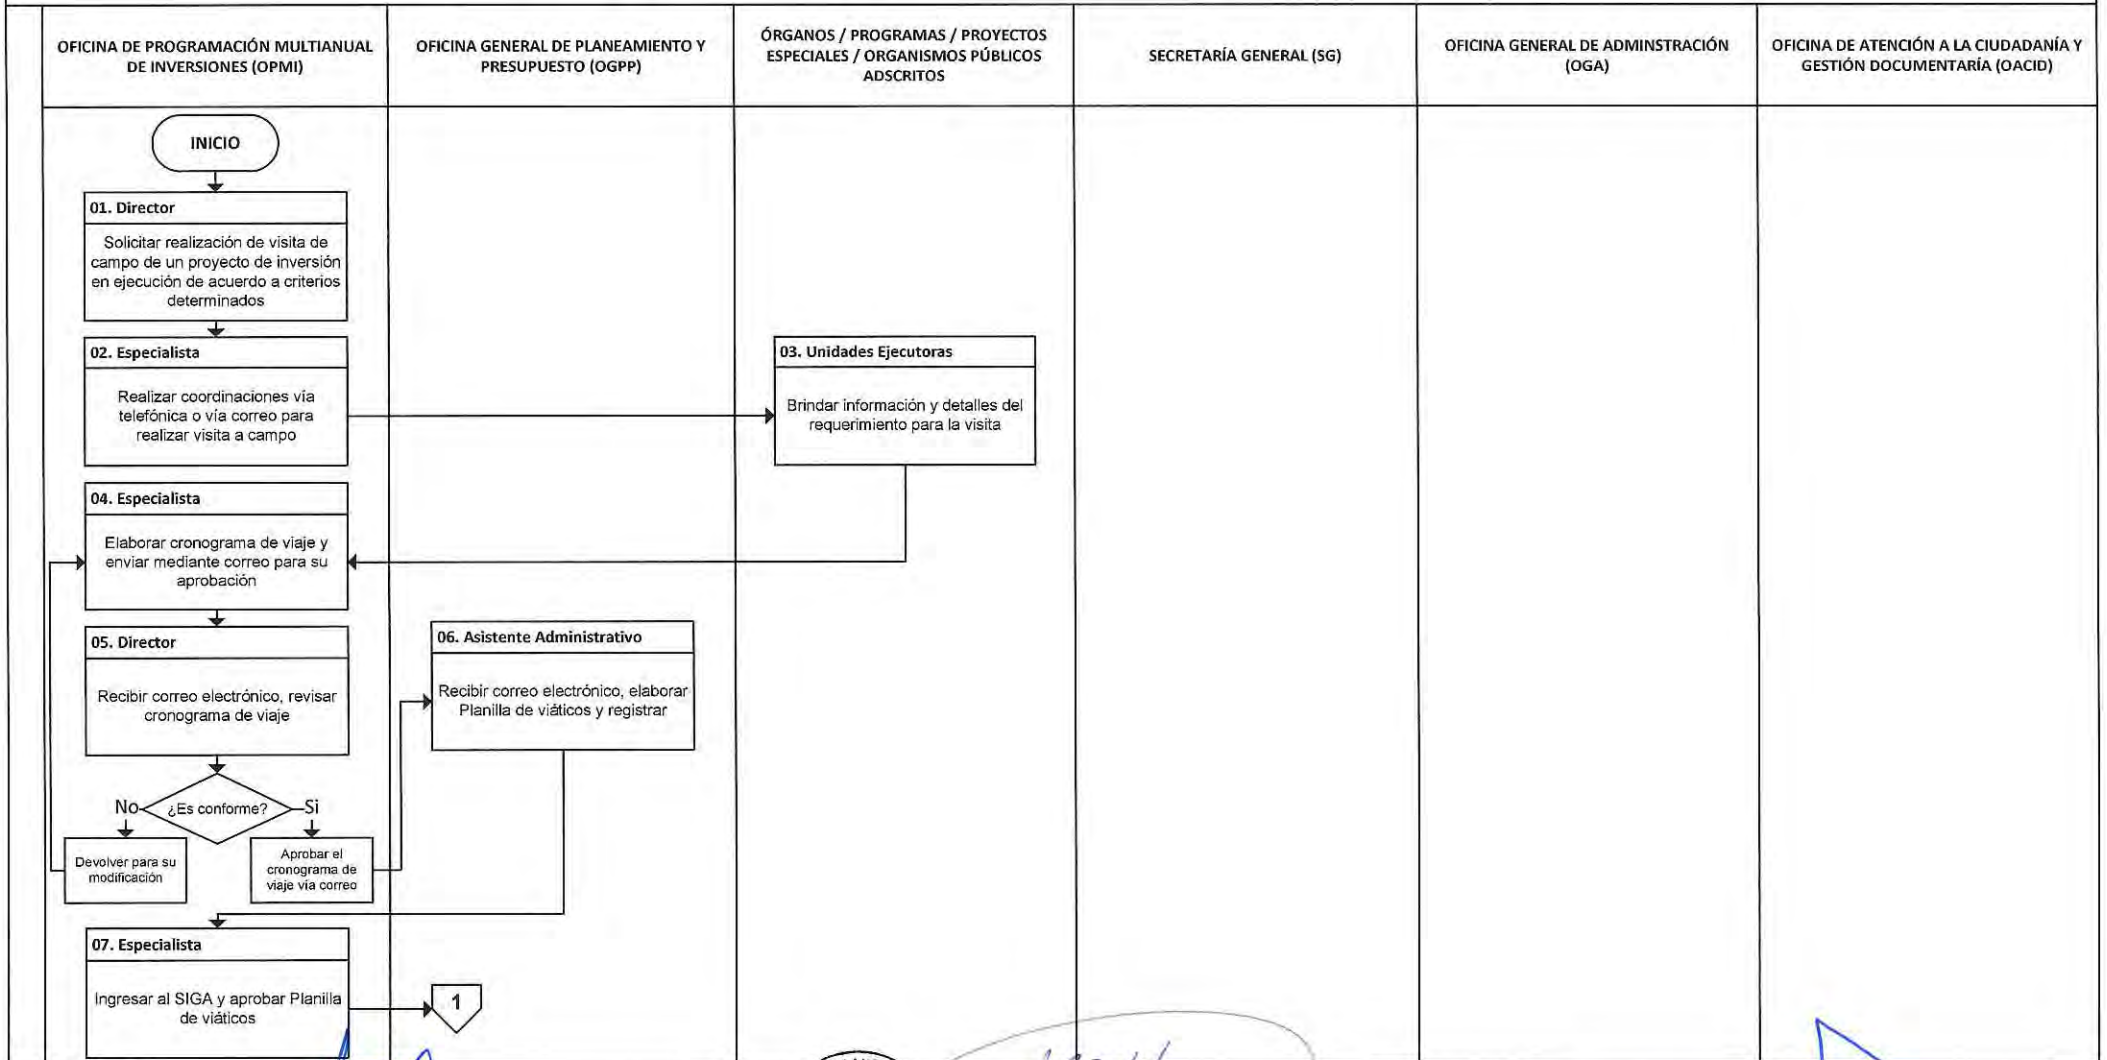 OFICINA DE PROGRAMACIÓN MULTIANUAL
DE INVERSIONES (OPMI)
OFICINA GENERAL DE PLANEAMIENTO Y
PRESUPUESTO (OGPP)
ÓRGANOS / PROGRAMAS / PROYECTOS
ESPECIALES / ORGANISMOS PÚBLICOS
ADSCRITOS
SECRETARÍA GENERAL (SG)
OFICINA GENERAL DE ADMINSTRACIÓN
(OGA)
OFICINA DE ATENCIÓN A LA CIUDADANÍA Y
GESTIÓN DOCUMENTARÍA (OACID)
INICIO
01. Director
Solicitar realización de visita de
campo de un proyecto de inversión
en ejecución de acuerdo a criterios
determinados
02. Especialista
Realizar coordinaciones vía
telefónica o vía correo para
realizar visita a campo
03. Unidades Ejecutoras
Brindar información y detalles del
requerimiento para la visita
04. Especialista
Elaborar cronograma de viaje y
enviar mediante correo para su
aprobación
05. Director
Recibir correo electrónico, revisar
cronograma de viaje
06. Asistente Administrativo
Recibir correo electrónico, elaborar
Planilla de viáticos y registrar
¿Es conforme?
No
Si
Devolver para su
modificación
Aprobar el
cronograma de
viaje vía correo
07. Especialista
Ingresar al SIGA y aprobar Planilla
de viáticos
1